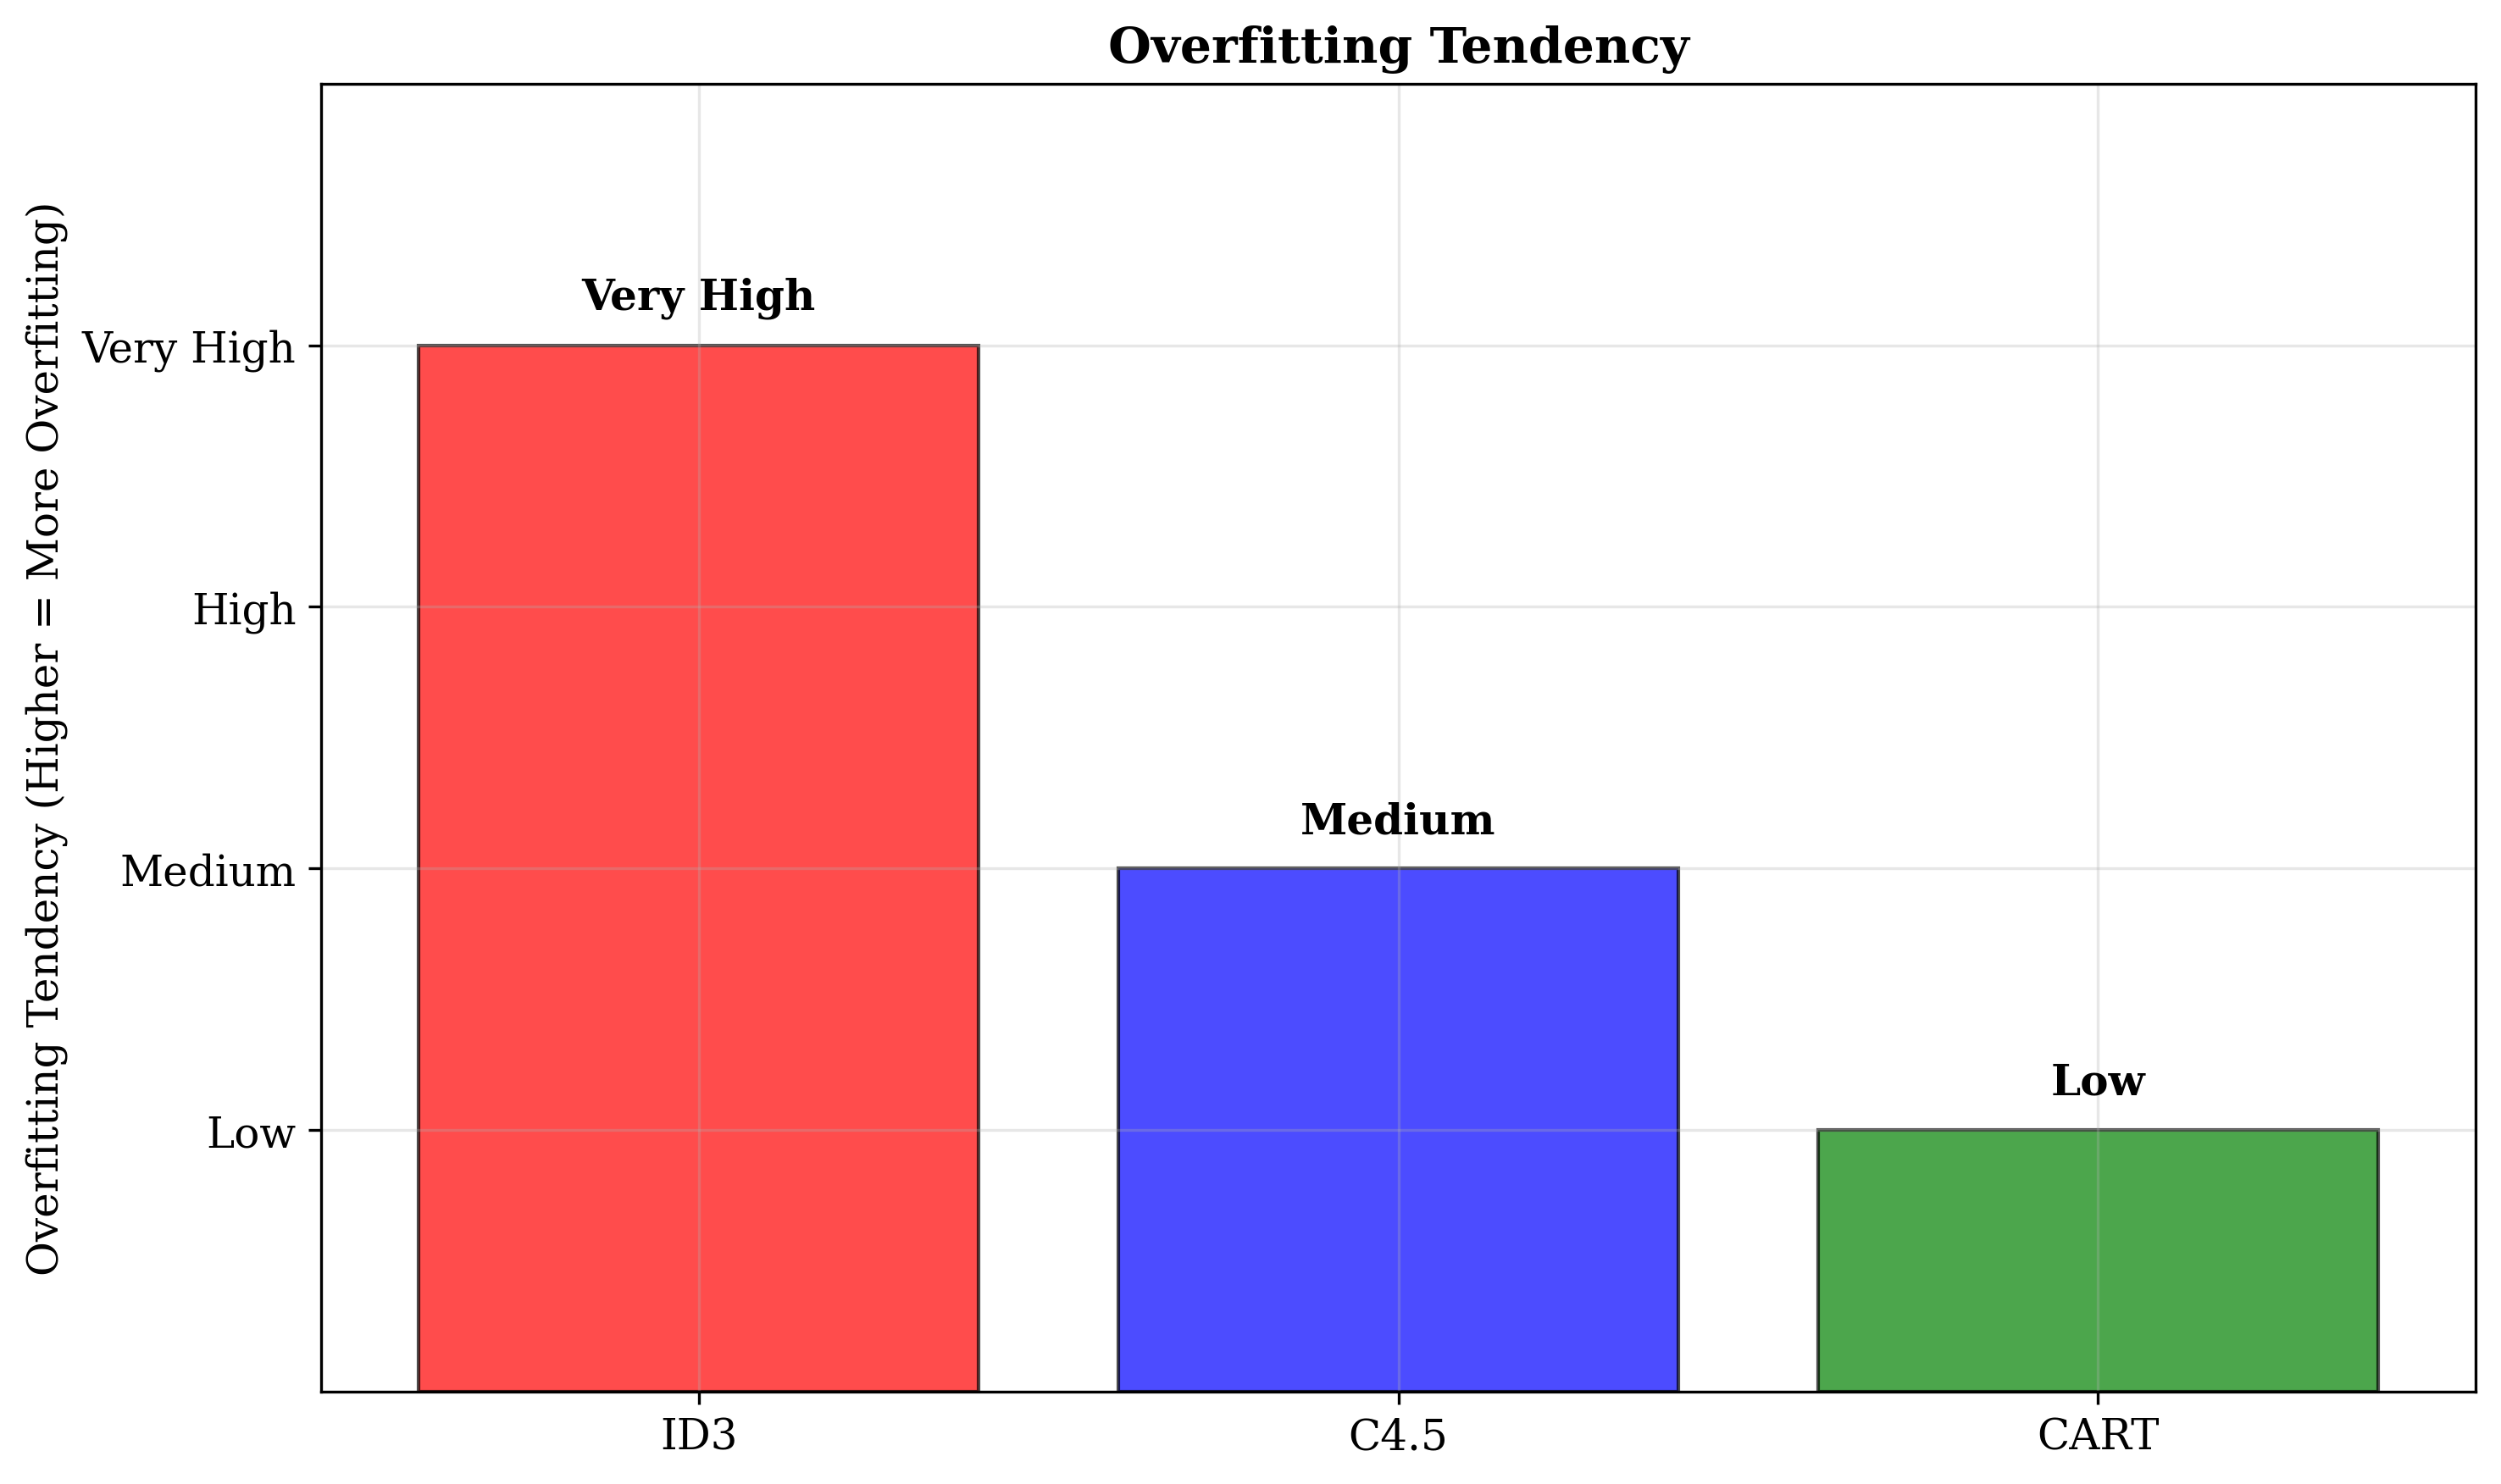 Overfitting Tendency
Overfitting Tendency (Higher = More Overfitting)
Very High
High
Medium
Low
Very High
Medium
Low
ID3
C4.5
CART